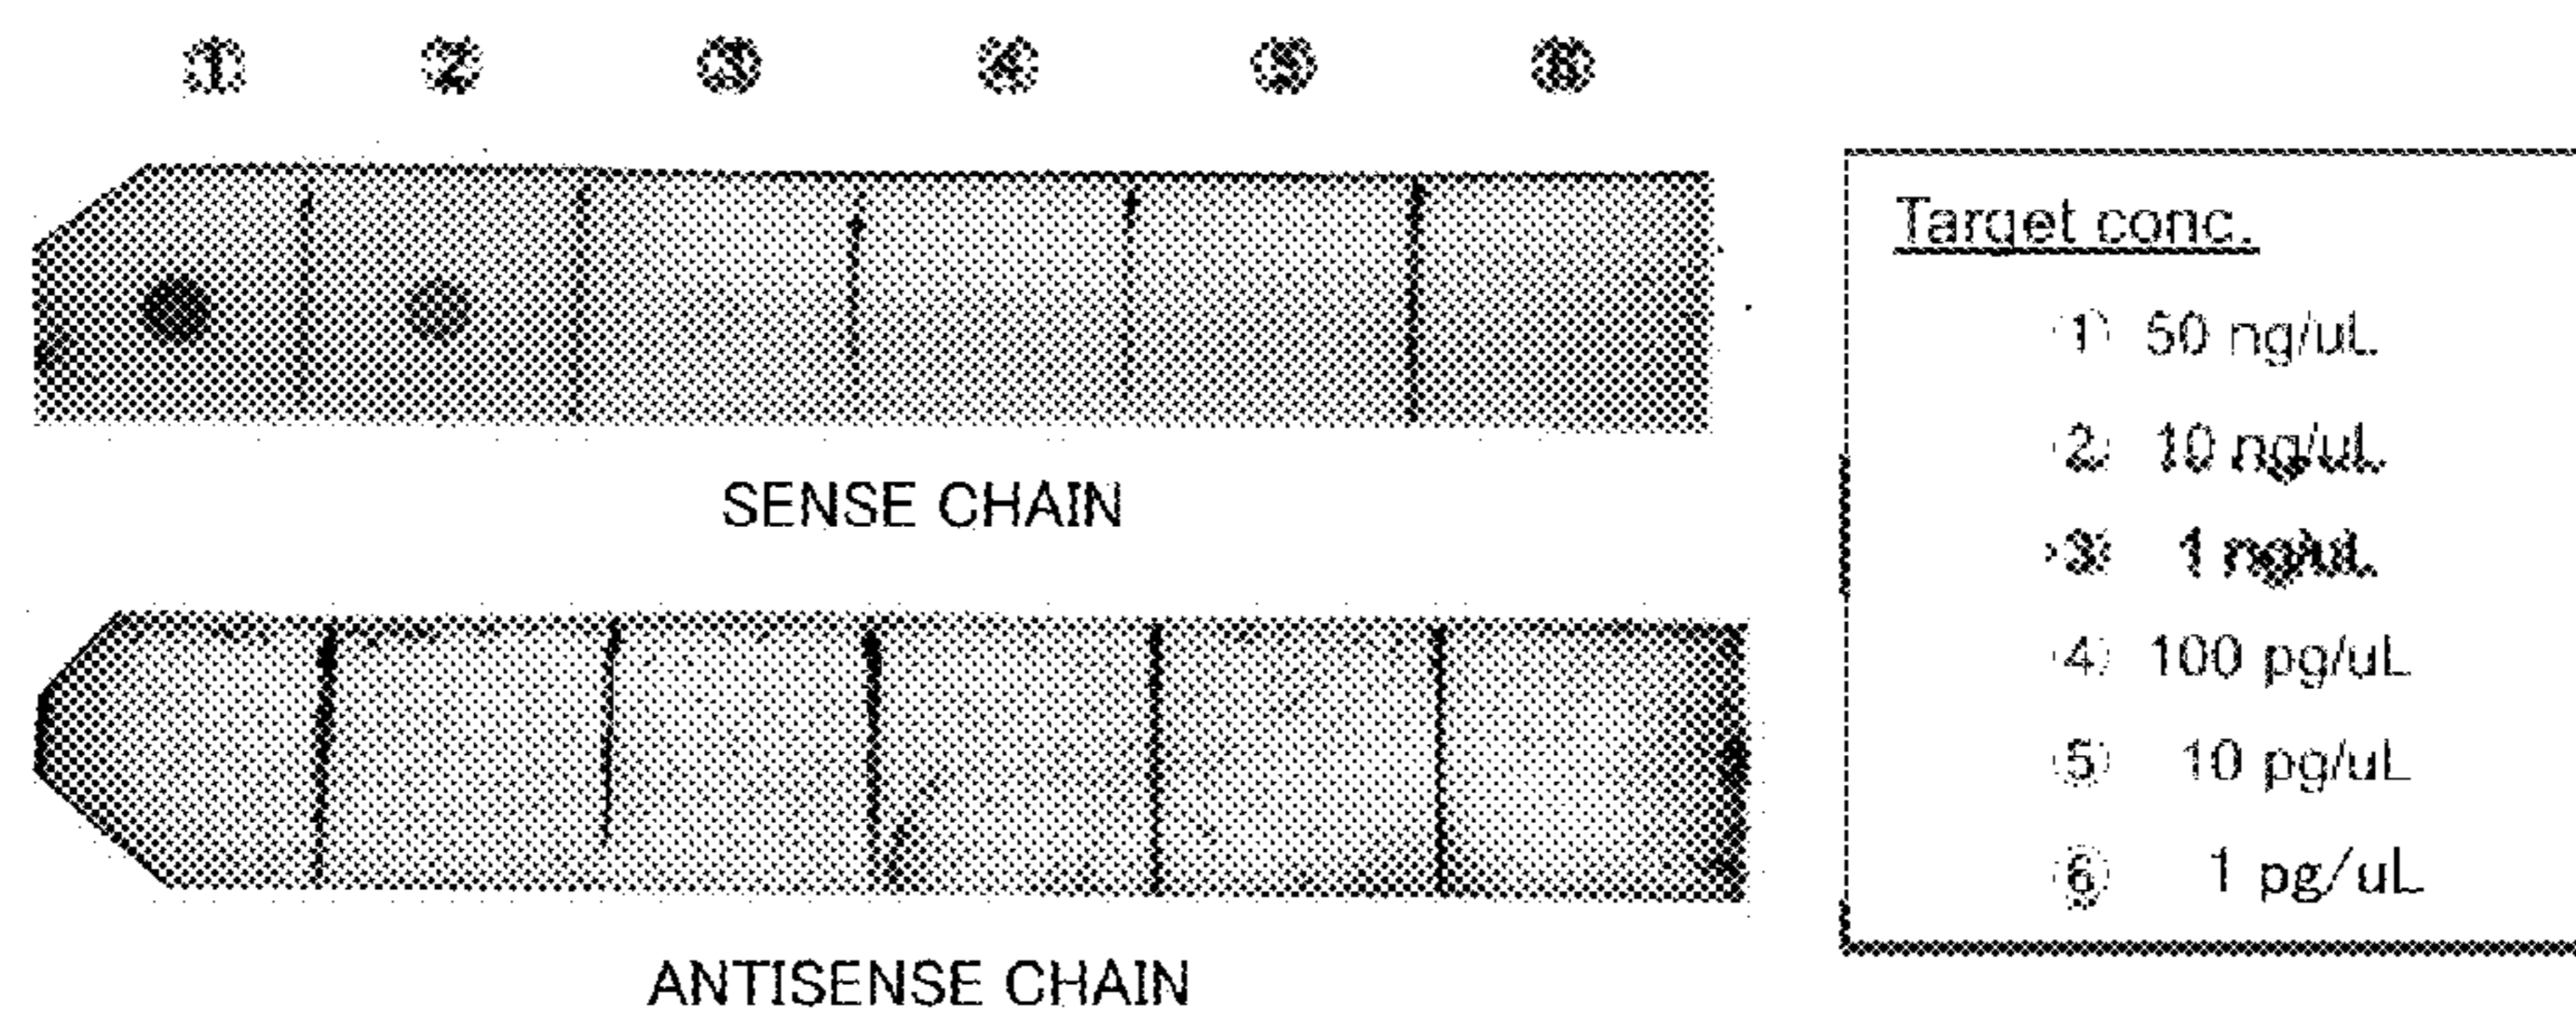 ① ② ③ ④ ⑤ ⑥
SENSE CHAIN
ANTISENSE CHAIN
Target conc.
① 50 ng/uL
② 10 ng/uL
③ 1 ng/uL
④ 100 pg/uL
⑤ 10 pg/uL
⑥ 1 pg/uL